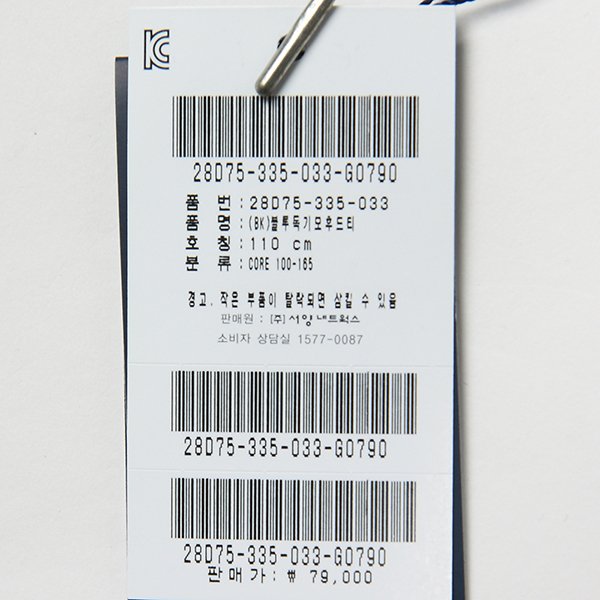 KC
28D75-335-033-G0790
품 번 : 28D75-335-033
품 명 : (BK)블루독기모후드티
호 칭 : 110 cm
분 류 : CORE 100-165
경고, 작은 부품이 탈락되면 삼킬 수 있음
판매원 : [주] 서양네트웍스
소비자 상담실 1577-0087
28D75-335-033-G0790
28D75-335-033-G0790
판매가: ₩ 79,000